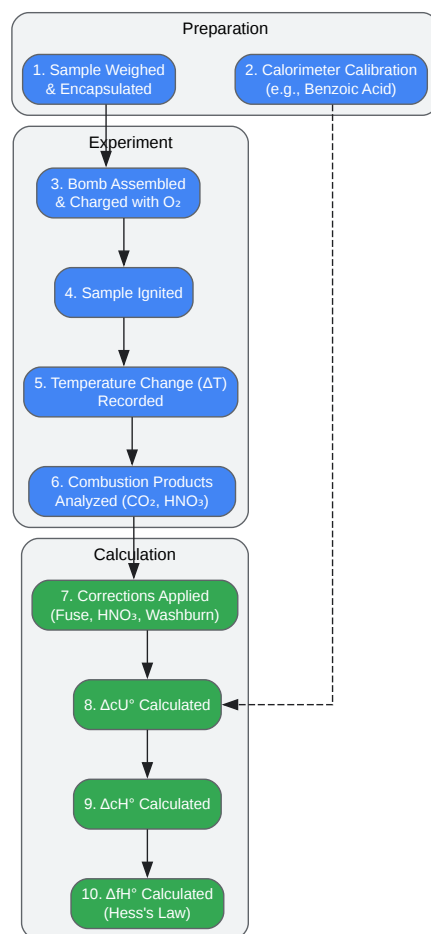 Preparation
1. Sample Weighed
& Encapsulated
2. Calorimeter Calibration
(e.g., Benzoic Acid)
Experiment
3. Bomb Assembled
& Charged with O₂
4. Sample Ignited
5. Temperature Change (ΔT)
Recorded
6. Combustion Products
Analyzed (CO₂, HNO₃)
Calculation
7. Corrections Applied
(Fuse, HNO₃, Washburn)
8. ΔcU° Calculated
9. ΔcH° Calculated
10. ΔfH° Calculated
(Hess's Law)